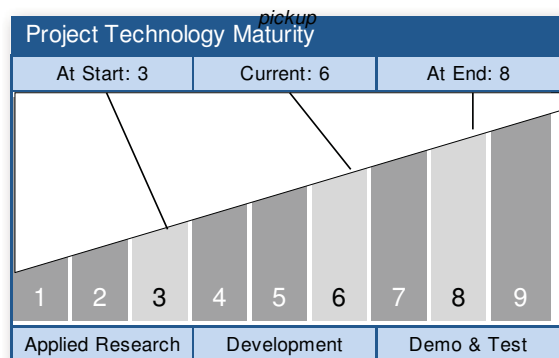 pickup
Project Technology Maturity
At Start: 3 Current: 6 At End: 8
1 2 3 4 5 6 7 8 9
Applied Research Development Demo & Test